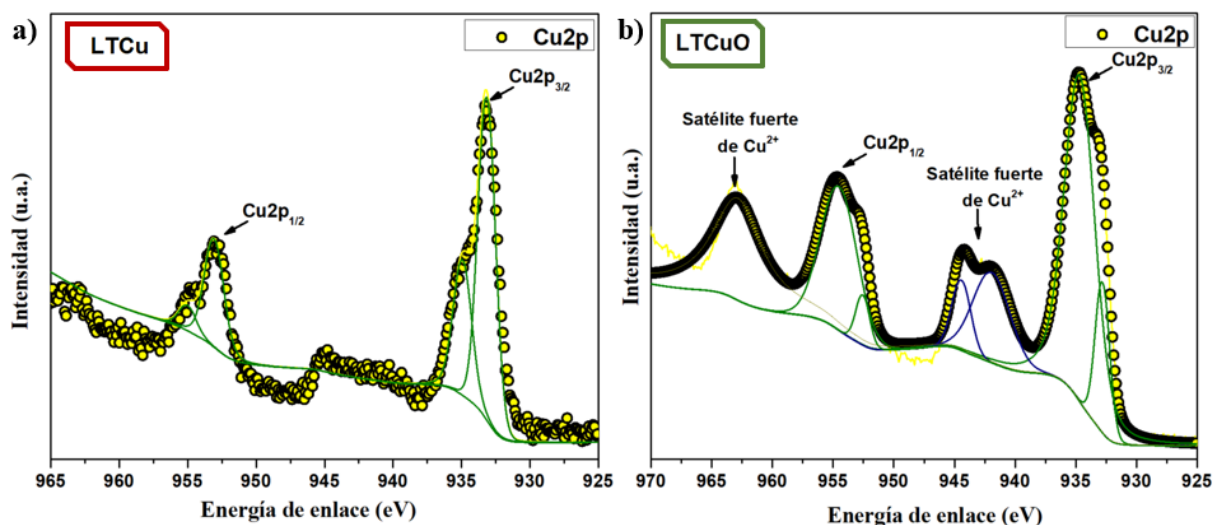 a)
LTCu
Cu2p
Cu2p3/2
Cu2p1/2
Intensidad (u.a.)
965 960 955 950 945 940 935 930 925
Energía de enlace (eV)
b)
LTCuO
Cu2p
Cu2p3/2
Satélite fuerte
de Cu2+
Cu2p1/2
Satélite fuerte
de Cu2+
Intensidad (u.a.)
970 965 960 955 950 945 940 935 930 925
Energía de enlace (eV)